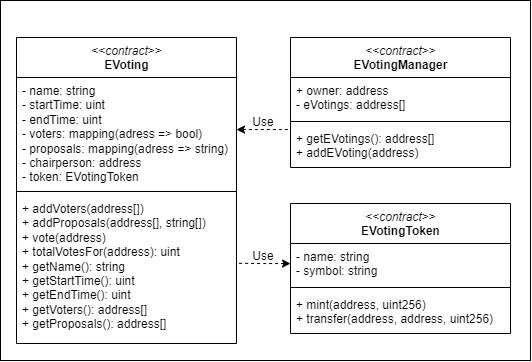 <<contract>>
EVoting
- name: string
- startTime: uint
- endTime: uint
- voters: mapping(adress => bool)
- proposals: mapping(adress => string)
- chairperson: address
- token: EVotingToken
+ addVoters(address[])
+ addProposals(address[], string[])
+ vote(address)
+ totalVotesFor(address): uint
+ getName(): string
+ getStartTime(): uint
+ getEndTime(): uint
+ getVoters(): address[]
+ getProposals(): address[]
Use
Use
<<contract>>
EVotingManager
+ owner: address
- eVotings: address[]
+ getEVotings(): address[]
+ addEVoting(address)
<<contract>>
EVotingToken
- name: string
- symbol: string
+ mint(address, uint256)
+ transfer(address, address, uint256)